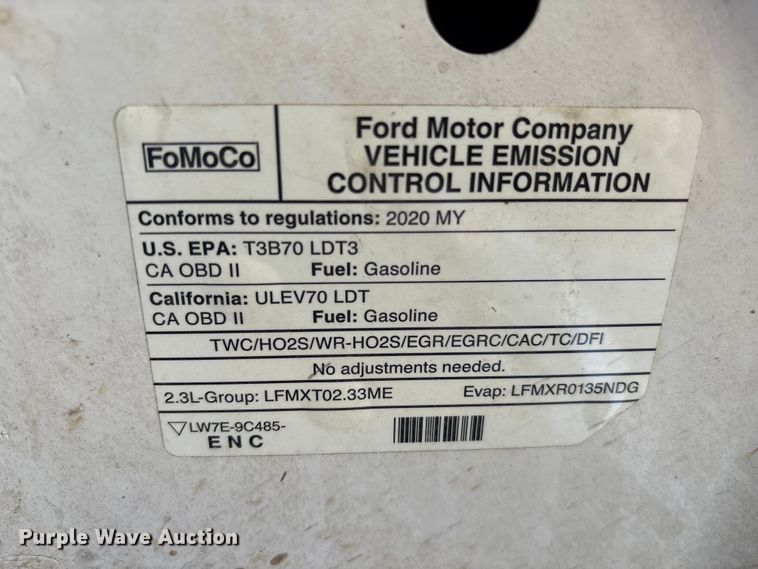 FoMoCo
Ford Motor Company
VEHICLE EMISSION
CONTROL INFORMATION
Conforms to regulations: 2020 MY
U.S. EPA: T3B70 LDT3
CA OBD II Fuel: Gasoline
California: ULEV70 LDT
CA OBD II Fuel: Gasoline
TWC/HO2S/WR-HO2S/EGR/EGRC/CAC/TC/DFI
No adjustments needed.
2.3L-Group: LFMXT02.33ME Evap: LFMXR0135NDG
LW7E-9C485-
E N C
Purple Wave Auction